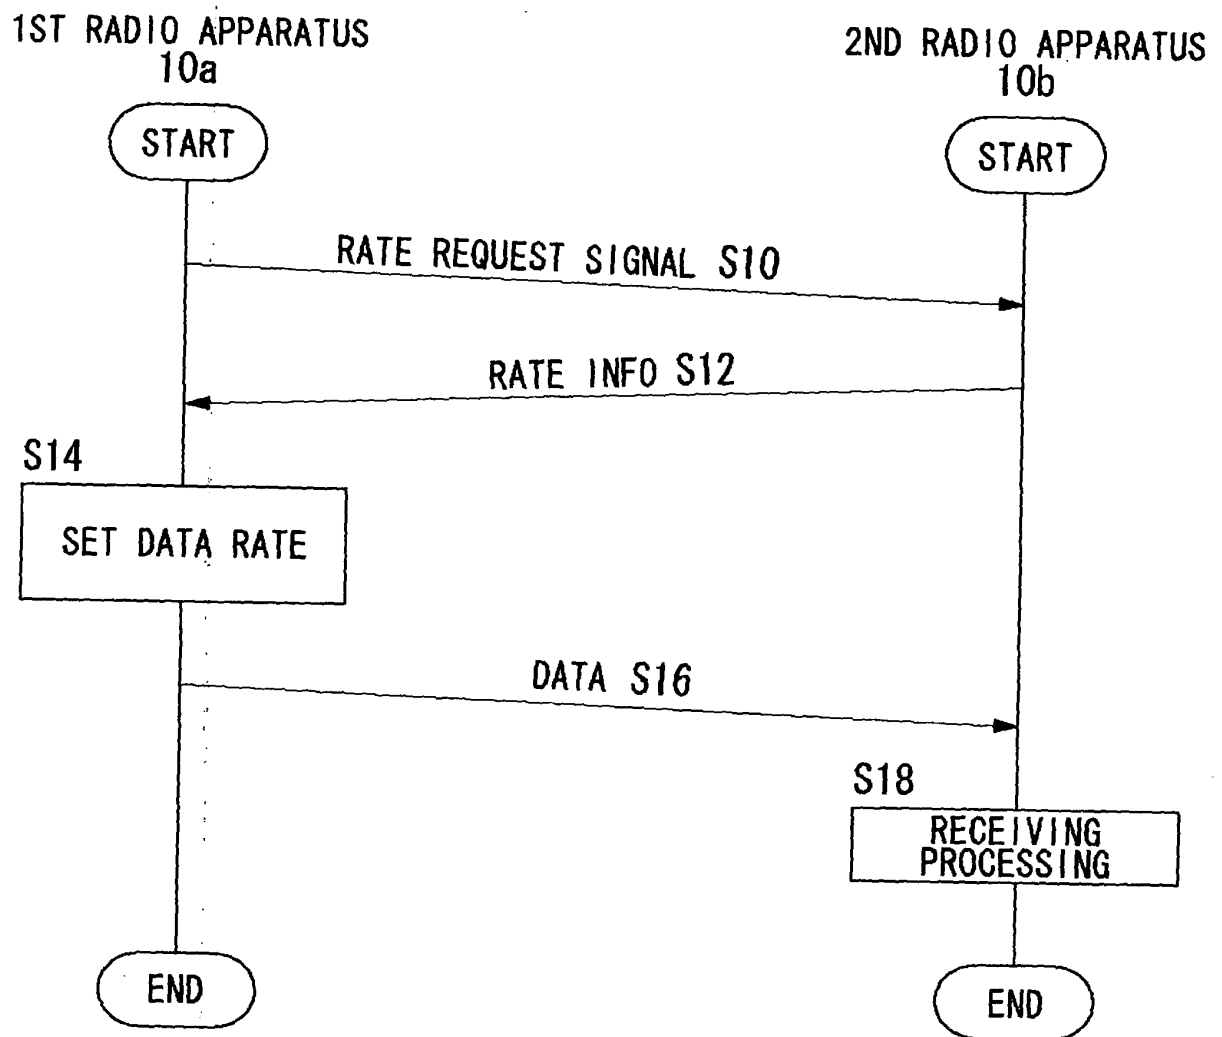 1ST RADIO APPARATUS
10a
2ND RADIO APPARATUS
10b
START
START
RATE REQUEST SIGNAL S10
RATE INFO S12
S14
SET DATA RATE
DATA S16
S18
RECEIVING
PROCESSING
END
END